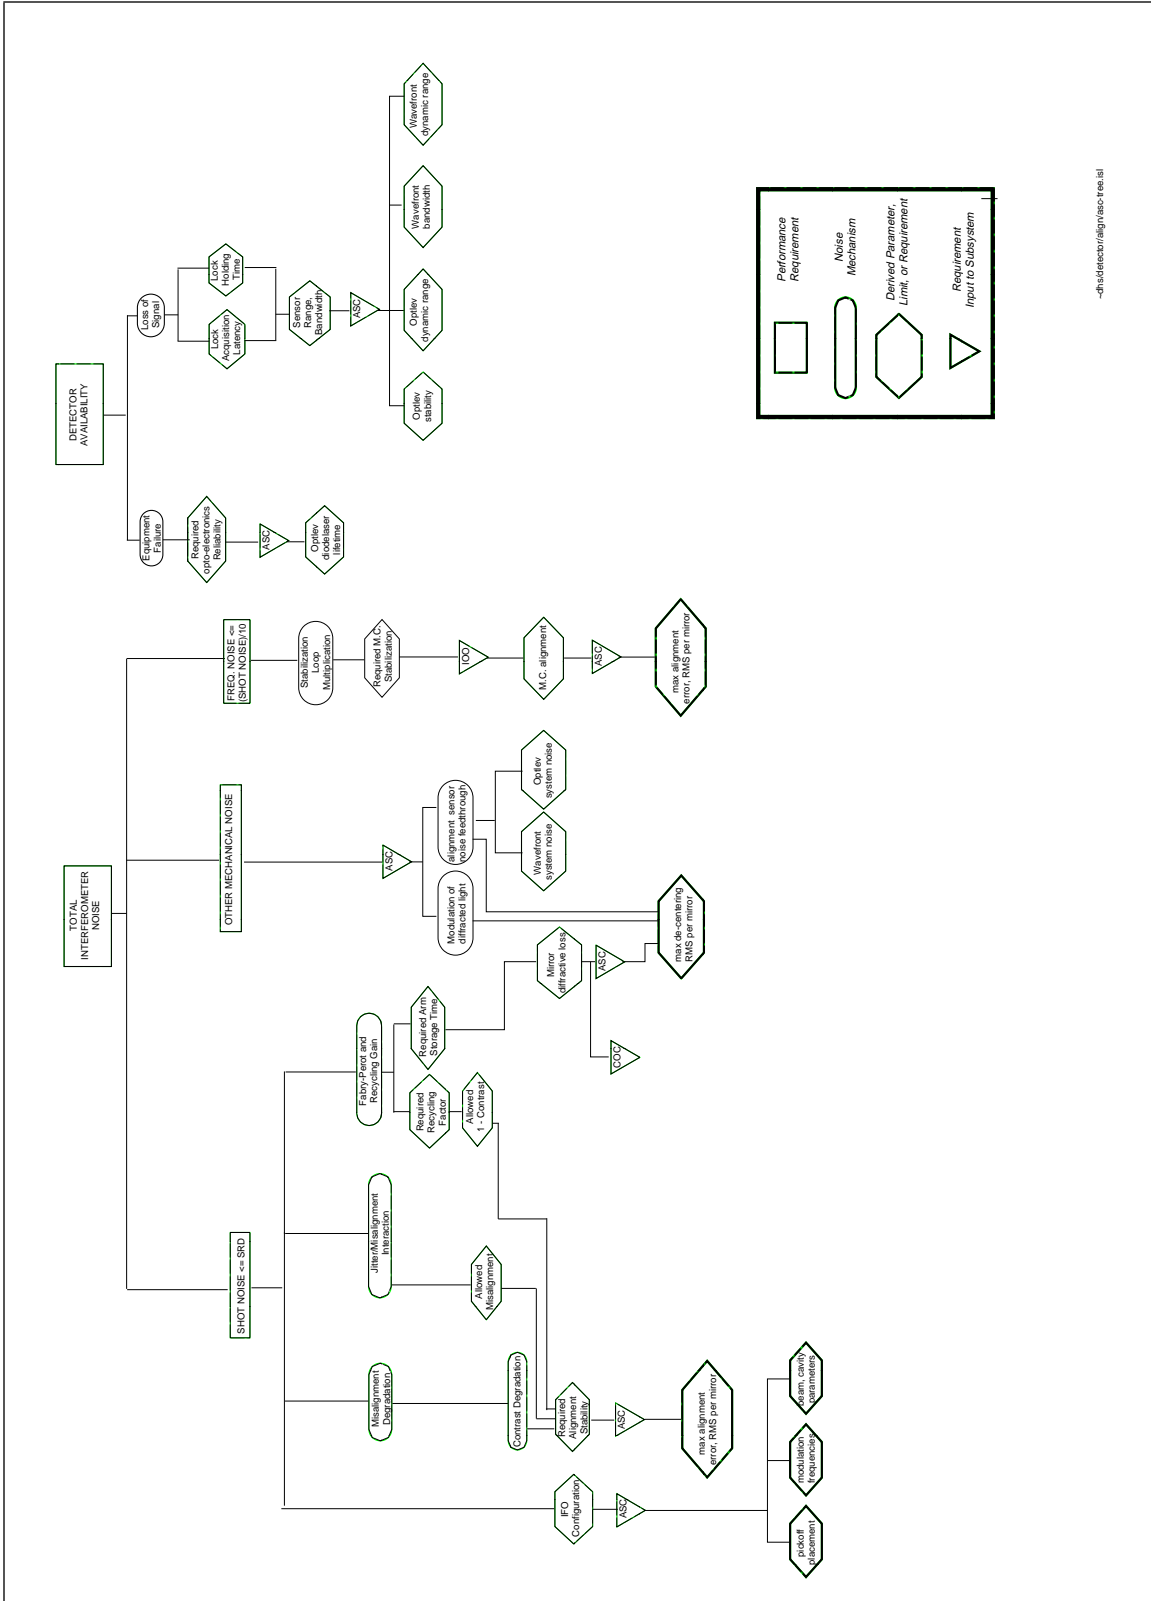 TOTAL
INTERFEROMETER
NOISE
DETECTOR
AVAILABILITY
SHOT NOISE <= SRD
OTHER MECHANICAL NOISE
FREQ. NOISE <=
(SHOT NOISE)/10
Equipment
Failure
Loss of
Signal
IFO
Configuration
ASC
pickoff
placement
modulation
frequencies
beam, cavity
parameters
Misalignment
Degradation
Contrast Degradation
Required
Alignment
Stability
ASC
max alignment
error, RMS per mirror
Jitter/Misalignment
Interaction
Allowed
Misalignment
Fabry-Perot and
Recycling Gain
Required
Recycling
Factor
Allowed
1 - Contrast
Required Arm
Storage Time
Mirror
diffractive loss
COC
ASC
max de-centering
RMS per mirror
ASC
Modulation of
diffracted light
alignment sensor
noise feedthrough
Wavefront
system noise
Optlev
system noise
Stabilization
Loop
Multiplication
Required M.C.
Stabilization
IOO
M.C. alignment
ASC
max alignment
error, RMS per mirror
Required
opto-electronics
Reliability
ASC
Optlev
diodelaser
lifetime
Lock
Acquisition
Latency
Lock
Holding
Time
Sensor
Range,
Bandwidth
ASC
Optlev
stability
Optlev
dynamic range
Wavefront
bandwidth
Wavefront
dynamic range
Performance
Requirement
Noise
Mechanism
Derived Parameter,
Limit, or Requirement
Requirement
Input to Subsystem
~dhs/detector/align/asc-tree.isl